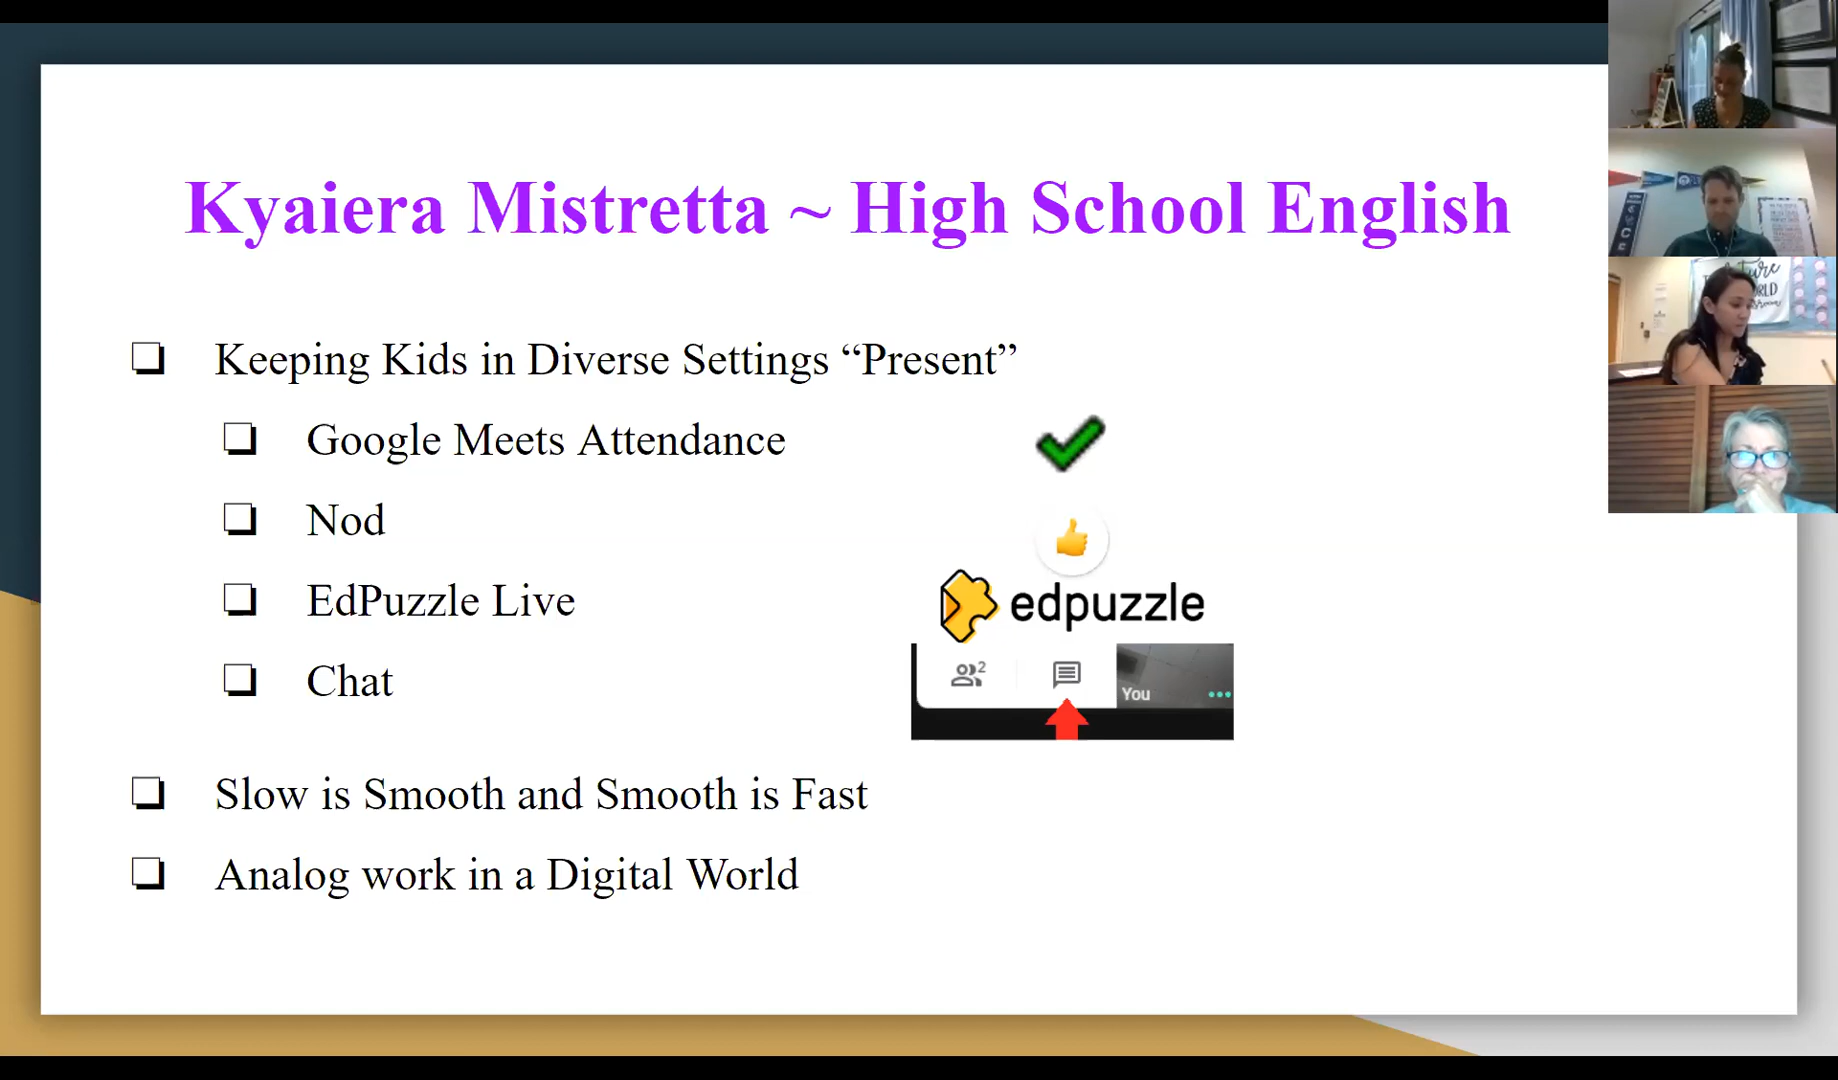 Kyaiera Mistretta ~ High School English
Keeping Kids in Diverse Settings “Present”
Google Meets Attendance
Nod
EdPuzzle Live
edpuzzle
Chat
2
You
Slow is Smooth and Smooth is Fast
Analog work in a Digital World